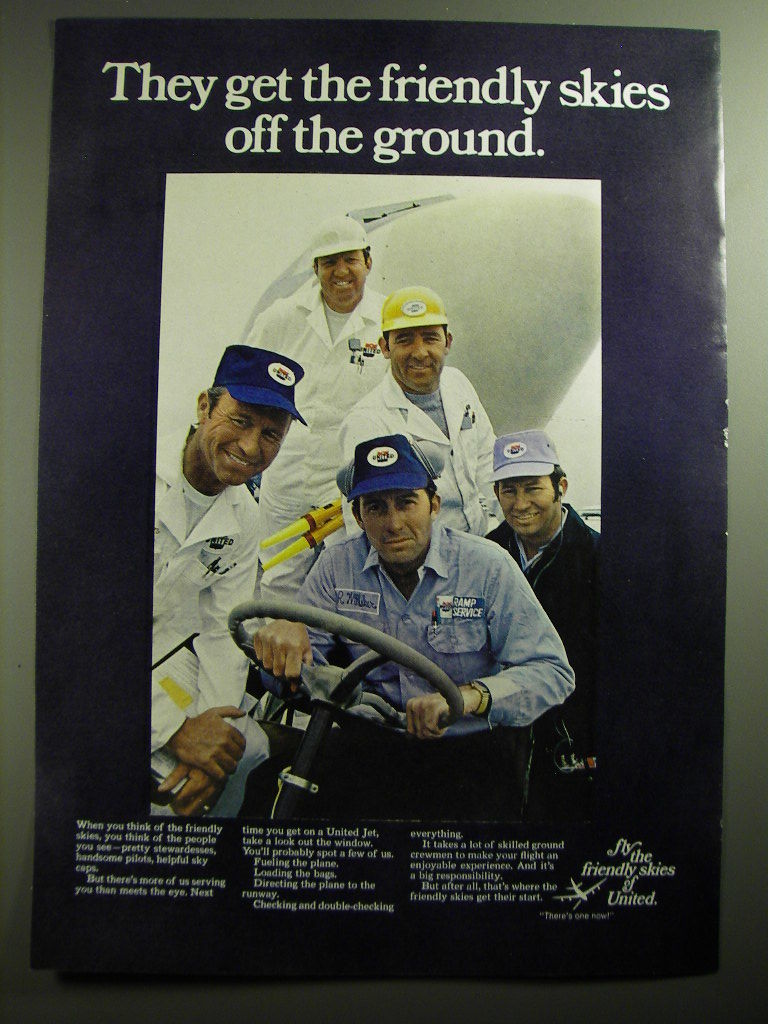 They get the friendly skies
off the ground.
UNITED
UNITED
UNITED
UNITED
UNITED
RAMP
SERVICE
When you think of the friendly
skies, you think of the people
you see—pretty stewardesses,
handsome pilots, helpful sky
caps.
But there's more of us serving
you than meets the eye. Next
time you get on a United Jet,
take a look out the window.
You'll probably spot a few of us.
Fueling the plane.
Loading the bags.
Directing the plane to the
runway.
Checking and double-checking
everything.
It takes a lot of skilled ground
crewmen to make your flight an
enjoyable experience. And it's
a big responsibility.
But after all, that's where the
friendly skies get their start.
fly
the
friendly skies
of
United.
"There's one now!"